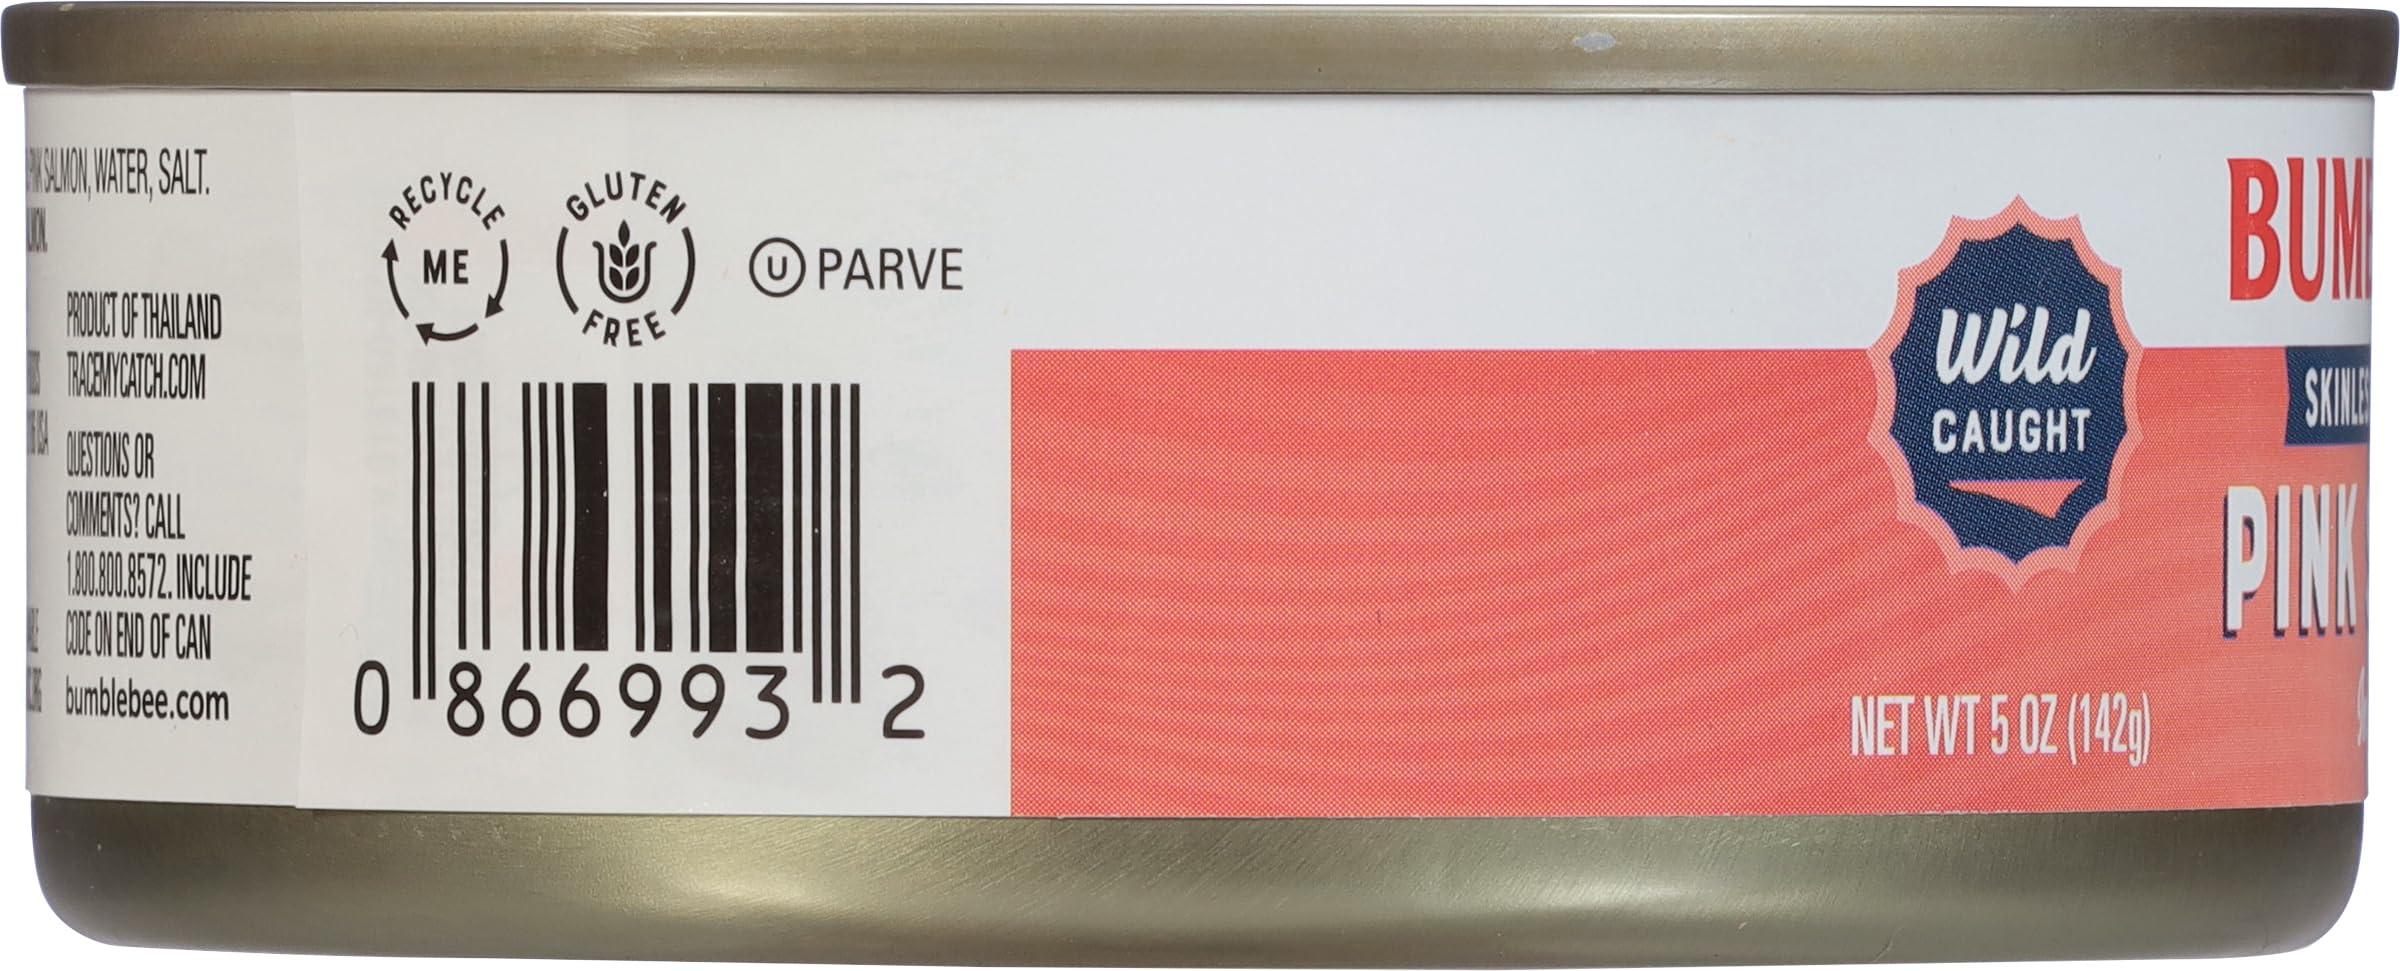 SALMON, WATER, SALT.
PRODUCT OF THAILAND
TRACEMYCATCH.COM
QUESTIONS OR
COMMENTS? CALL
1.800.800.8572. INCLUDE
CODE ON END OF CAN
bumblebee.com
RECYCLE
ME
GLUTEN
FREE
U PARVE
0 866993 2
Wild
CAUGHT
NET WT 5 OZ (142g)
BUMB
SKINLES
PINK